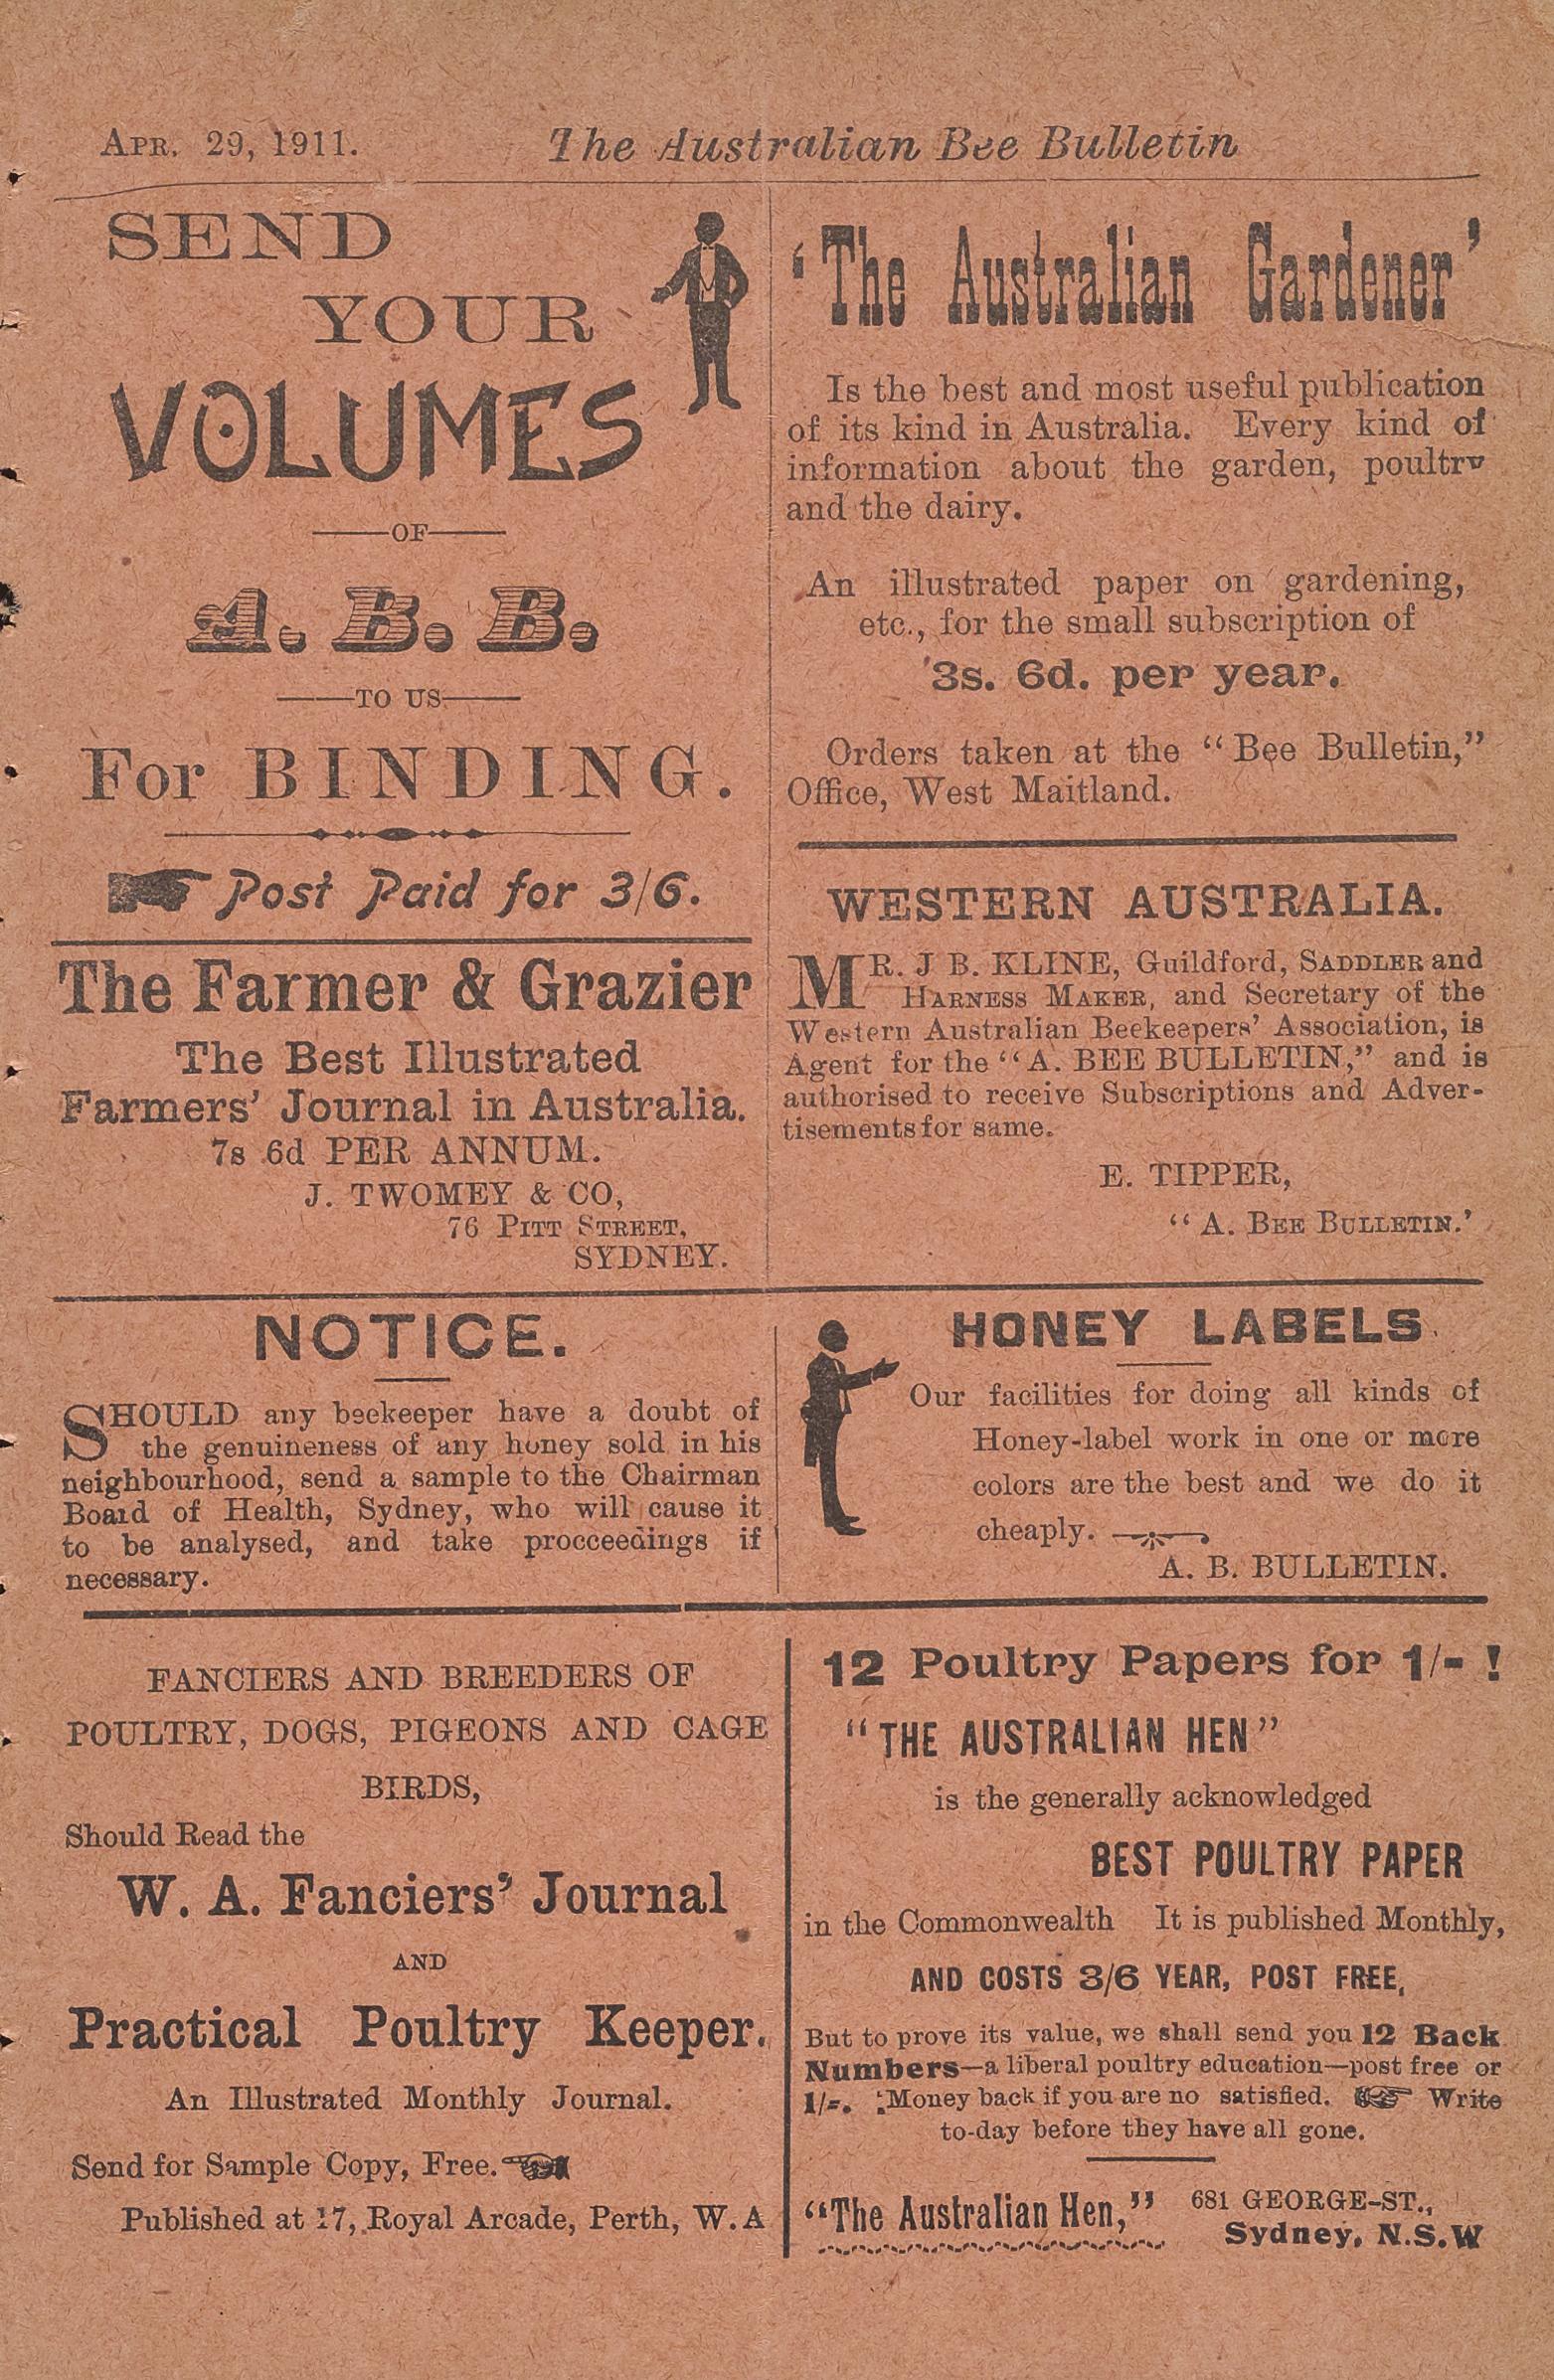 APR. 29, 1911.
The Australian Bee Bulletin
SEND
YOUR
VOLUMES
—OF—
A. B. B.
—TO US—
For BINDING.
Post Paid for 3/6.
The Farmer & Grazier
The Best Illustrated
Farmers' Journal in Australia.
7s 6d PER ANNUM.
J. TWOMEY & CO,
76 PITT STREET,
SYDNEY.
'The Australian Gardener'
Is the best and most useful publication
of its kind in Australia. Every kind of
information about the garden, poultry
and the dairy.
An illustrated paper on gardening,
etc., for the small subscription of
3s. 6d. per year.
Orders taken at the "Bee Bulletin,"
Office, West Maitland.
WESTERN AUSTRALIA.
MR. J B. KLINE, Guildford, SADDLER and
HARNESS MAKER, and Secretary of the
Western Australian Beekeepers' Association, is
Agent for the "A. BEE BULLETIN," and is
authorised to receive Subscriptions and Adver-
tisements for same.
E. TIPPER,
"A. BEE BULLETIN.'
NOTICE.
SHOULD any beekeeper have a doubt of
the genuineness of any honey sold in his
neighbourhood, send a sample to the Chairman
Board of Health, Sydney, who will cause it
to be analysed, and take procceedings if
necessary.
HONEY LABELS.
Our facilities for doing all kinds of
Honey-label work in one or more
colors are the best and we do it
cheaply.
A. B. BULLETIN.
FANCIERS AND BREEDERS OF
POULTRY, DOGS, PIGEONS AND CAGE
BIRDS,
Should Read the
W. A. Fanciers' Journal
AND
Practical Poultry Keeper.
An Illustrated Monthly Journal.
Send for Sample Copy, Free.
Published at 17, Royal Arcade, Perth, W.A
12 Poultry Papers for 1/- !
"THE AUSTRALIAN HEN"
is the generally acknowledged
BEST POULTRY PAPER
in the Commonwealth It is published Monthly,
AND COSTS 3/6 YEAR, POST FREE,
But to prove its value, we shall send you 12 Back
Numbers—a liberal poultry education—post free or
1/-. Money back if you are no satisfied. Write
to-day before they have all gone.
"The Australian Hen," 681 GEORGE-ST.,
Sydney, N.S.W